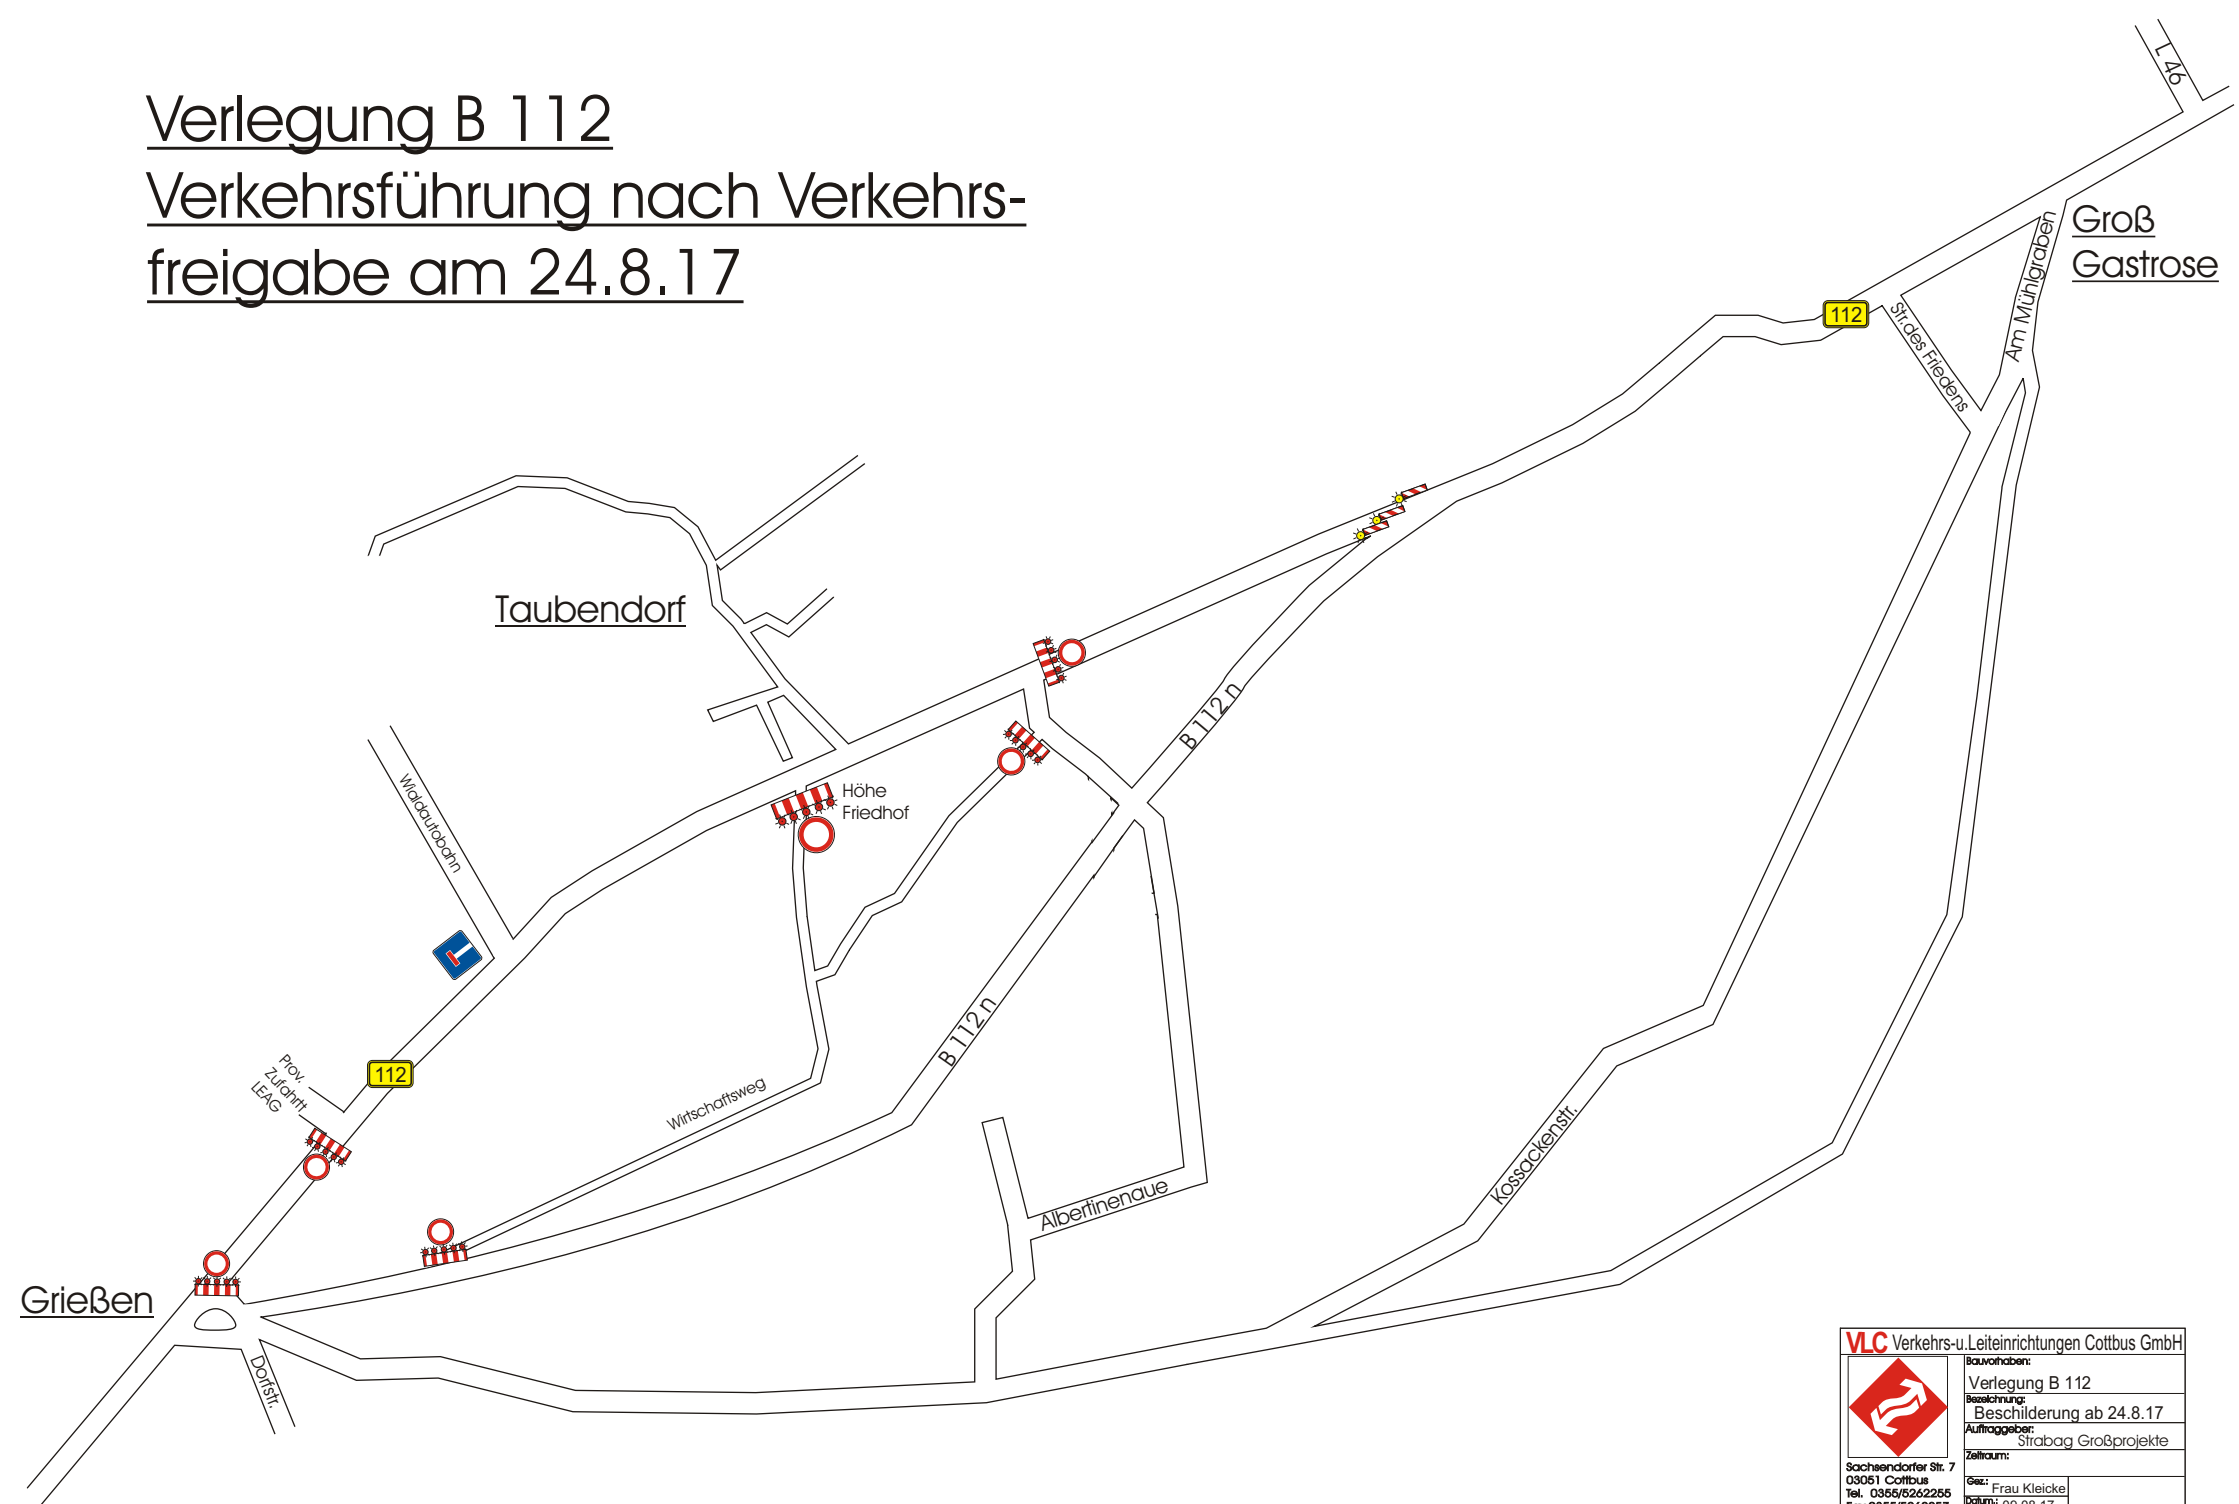 Verlegung B 112
Verkehrsführung nach Verkehrs-
freigabe am 24.8.17
L 46
Groß
Gastrose
Am Mühlgraben
112
Str.des Friedens
Taubendorf
B 112 n
Höhe
Friedhof
Waldautobahn
B 112 n
112
Prov.
Zufahrtt
LEAG
Wirtschaftsweg
Kossackenstr.
Albertinenaue
Grießen
Dorfstr.
VLC Verkehrs-u.Leiteinrichtungen Cottbus GmbH
Bauvorhaben:
Verlegung B 112
Bezeichnung:
Beschilderung ab 24.8.17
Auftraggeber:
Strabag Großprojekte
Zeitraum:
Sachsendorfer Str. 7
03051 Cottbus
Tel. 0355/5262255
Gez.: Frau Kleicke